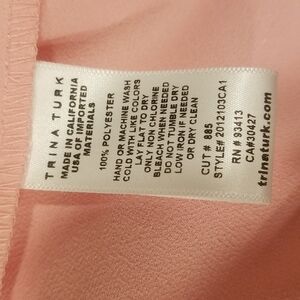 TRINA TURK
MADE IN CALIFORNIA
USA OF IMPORTED
MATERIALS
100% POLYESTER
HAND OR MACHINE WASH
COLD WITH LIKE COLORS
LAY FLAT TO DRY
ONLY NON CHLORINE
BLEACH WHEN NEEDED
DO NOT TUMBLE DRY
LOW IRON IF NEEDED
OR DRY CLEAN
CUT# 885
STYLE# 2012103CA1
RN # 93413
CA#30427
trinaturk.com